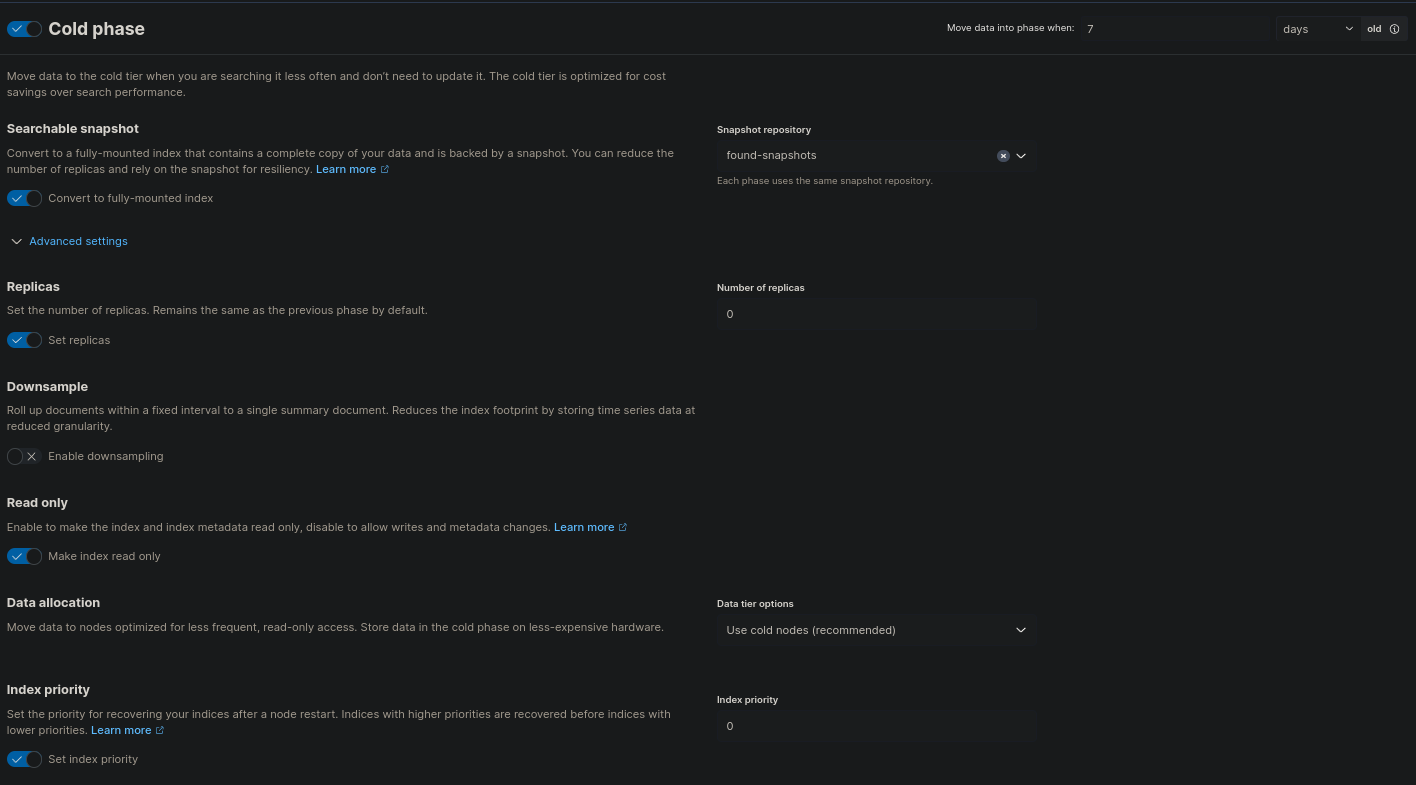 Cold phase
Move data into phase when:
7
days
old
Move data to the cold tier when you are searching it less often and don't need to update it. The cold tier is optimized for cost
savings over search performance.
Searchable snapshot
Convert to a fully-mounted index that contains a complete copy of your data and is backed by a snapshot. You can reduce the
number of replicas and rely on the snapshot for resiliency. Learn more
Convert to fully-mounted index
Snapshot repository
found-snapshots
Each phase uses the same snapshot repository.
Advanced settings
Replicas
Set the number of replicas. Remains the same as the previous phase by default.
Set replicas
Number of replicas
0
Downsample
Roll up documents within a fixed interval to a single summary document. Reduces the index footprint by storing time series data at
reduced granularity.
Enable downsampling
Read only
Enable to make the index and index metadata read only, disable to allow writes and metadata changes. Learn more
Make index read only
Data allocation
Move data to nodes optimized for less frequent, read-only access. Store data in the cold phase on less-expensive hardware.
Data tier options
Use cold nodes (recommended)
Index priority
Set the priority for recovering your indices after a node restart. Indices with higher priorities are recovered before indices with
lower priorities. Learn more
Set index priority
Index priority
0